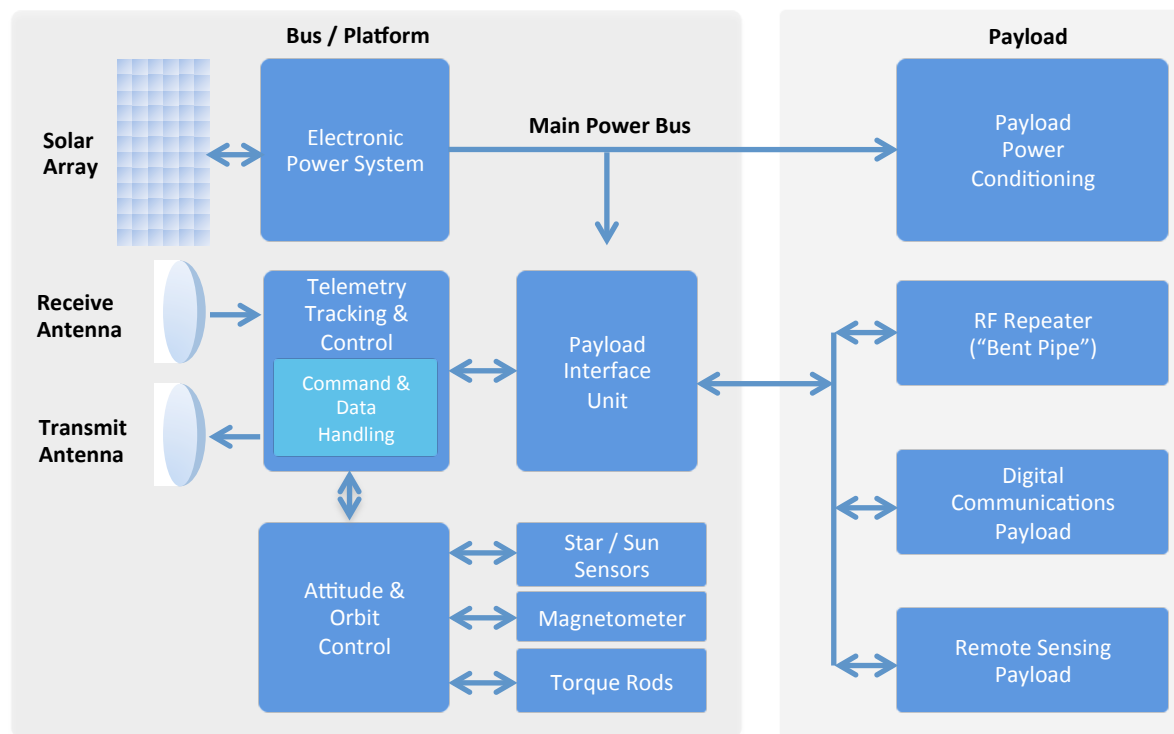 Bus / Platform
Payload
Solar
Array
Electronic
Power System
Main Power Bus
Payload
Power
Conditioning
Receive
Antenna
Telemetry
Tracking &
Control
Command &
Data
Handling
Transmit
Antenna
Payload
Interface
Unit
RF Repeater
(“Bent Pipe”)
Digital
Communications
Payload
Attitude &
Orbit
Control
Star / Sun
Sensors
Magnetometer
Torque Rods
Remote Sensing
Payload